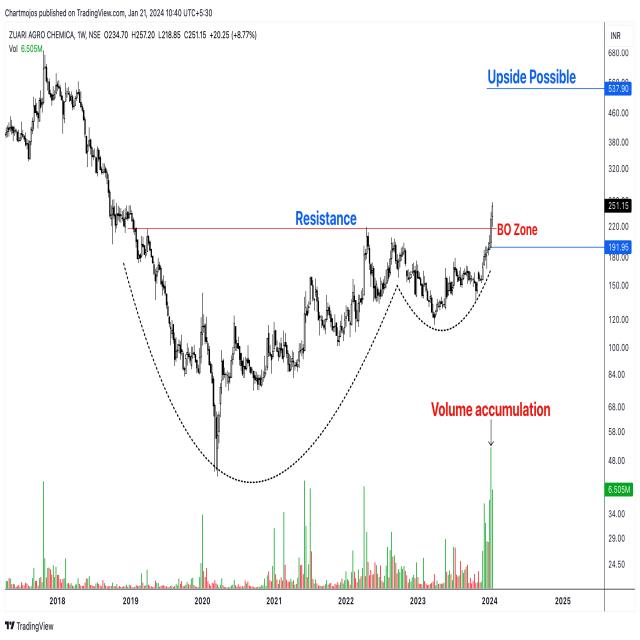 Chartmojos published on TradingView.com, Jan 21, 2024 10:40 UTC+5:30
ZUARI AGRO CHEMICA, 1W, NSE O234.70 H257.20 L218.85 C251.15 +20.25 (+8.77%)
INR
Vol 6.505M
680.00
Upside Possible
537.90
460.00
380.00
320.00
251.15
Resistance
220.00
BO Zone
191.95
180.00
150.00
120.00
100.00
84.00
68.00
Volume accumulation
58.00
48.00
6.505M
34.00
29.00
24.50
2018 2019 2020 2021 2022 2023 2024 2025
TradingView